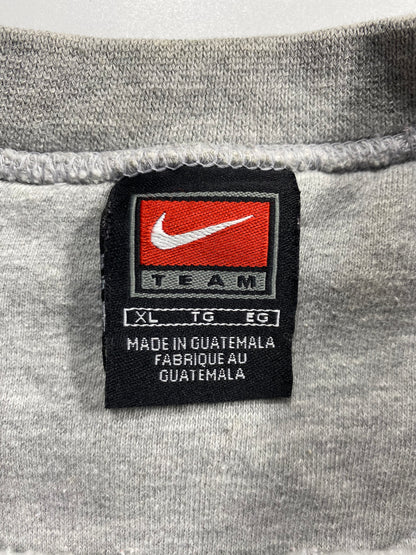 TEAM
XL TG EG
MADE IN GUATEMALA
FABRIQUE AU
GUATEMALA